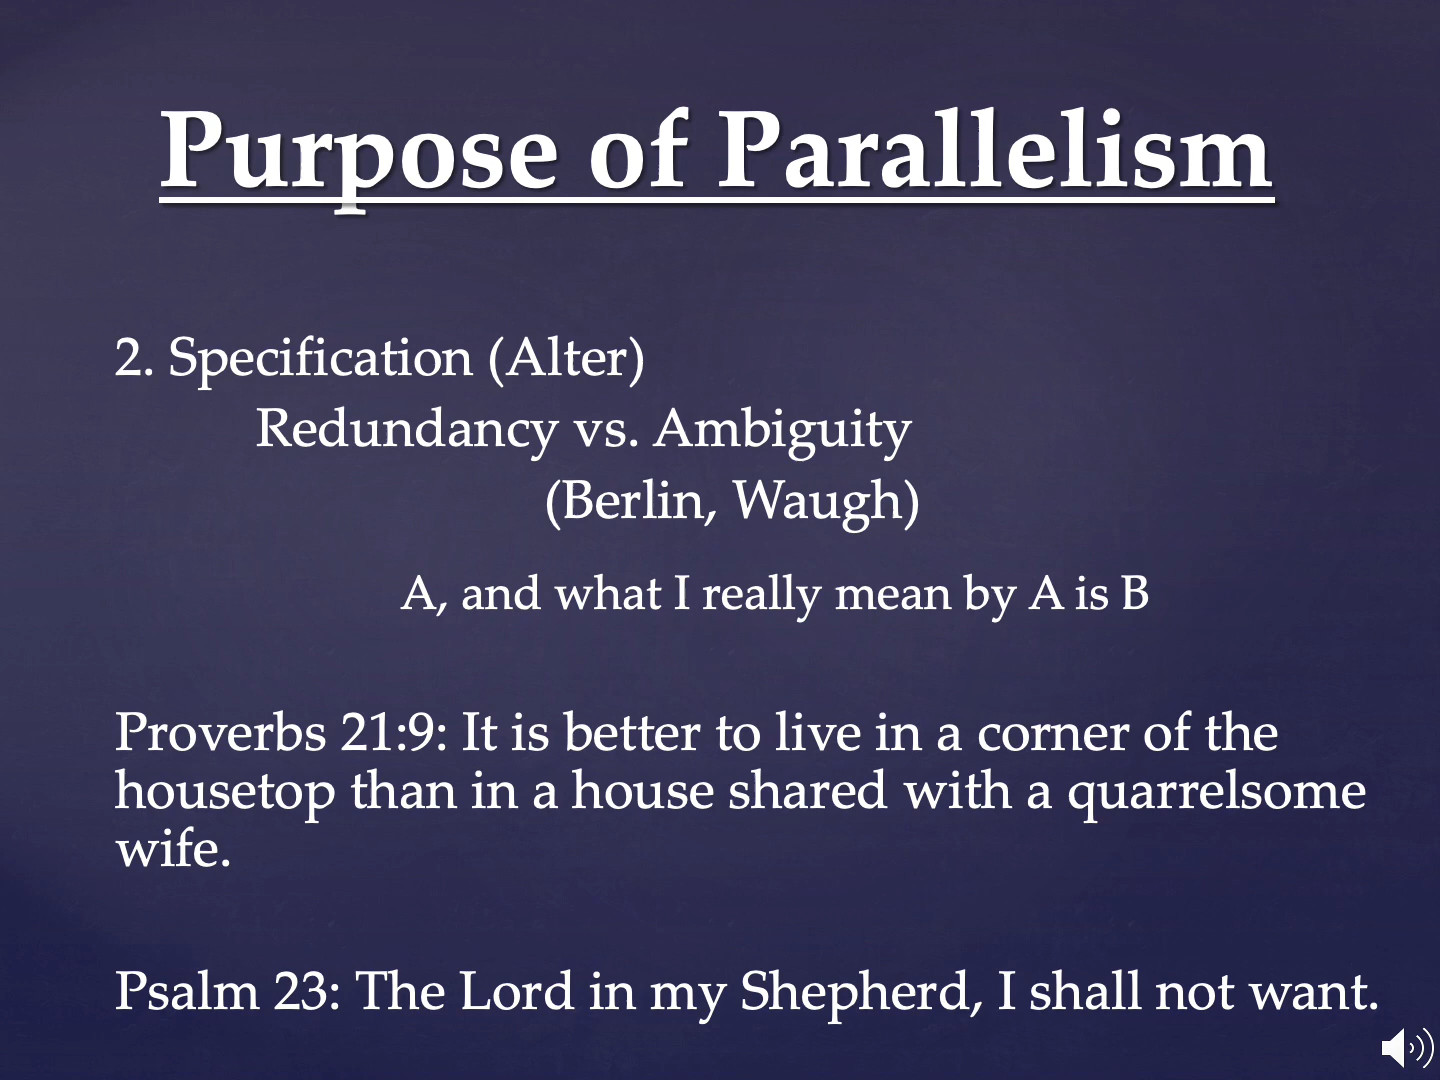 Purpose of Parallelism
2. Specification (Alter)
Redundancy vs. Ambiguity
(Berlin, Waugh)
A, and what I really mean by A is B
Proverbs 21:9: It is better to live in a corner of the
housetop than in a house shared with a quarrelsome
wife.
Psalm 23: The Lord in my Shepherd, I shall not want.